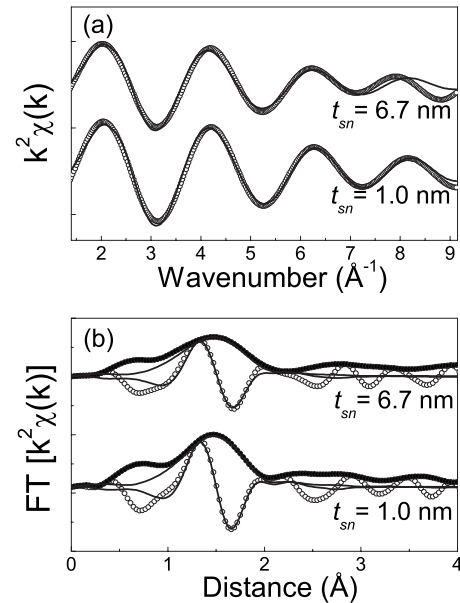 (a)
k²χ(k)
t_sn = 6.7 nm
t_sn = 1.0 nm
2 3 4 5 6 7 8 9
Wavenumber (Å⁻¹)
(b)
FT [k²χ(k)]
t_sn = 6.7 nm
t_sn = 1.0 nm
0 1 2 3 4
Distance (Å)